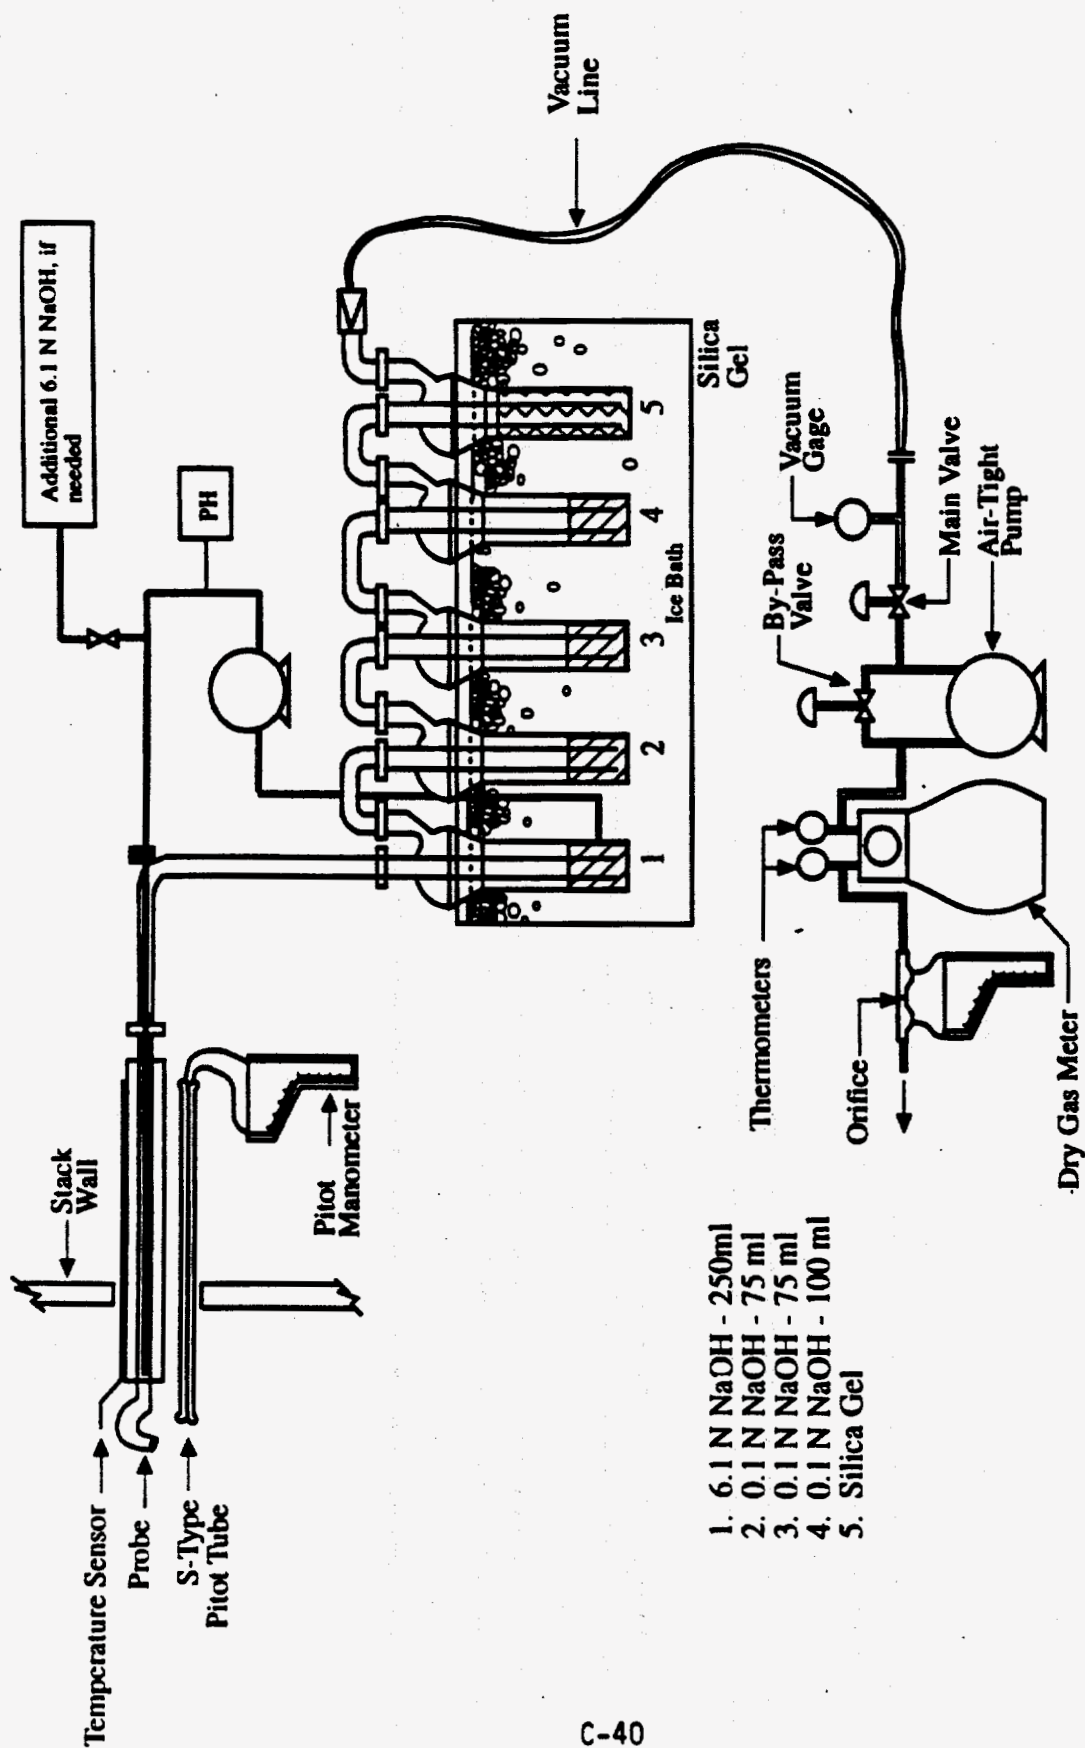 Temperature Sensor
Probe
S-Type
Pitot Tube
Stack
Wall
Pitot
Manometer
Additional 6.1 N NaOH, if
needed
PH
Vacuum
Line
1
2
3
4
5
Ice Bath
Silica
Gel
Thermometers
Orifice
Dry Gas Meter
By-Pass
Valve
Vacuum
Gage
Main Valve
Air-Tight
Pump
1. 6.1 N NaOH - 250ml
2. 0.1 N NaOH - 75 ml
3. 0.1 N NaOH - 75 ml
4. 0.1 N NaOH - 100 ml
5. Silica Gel
C-40